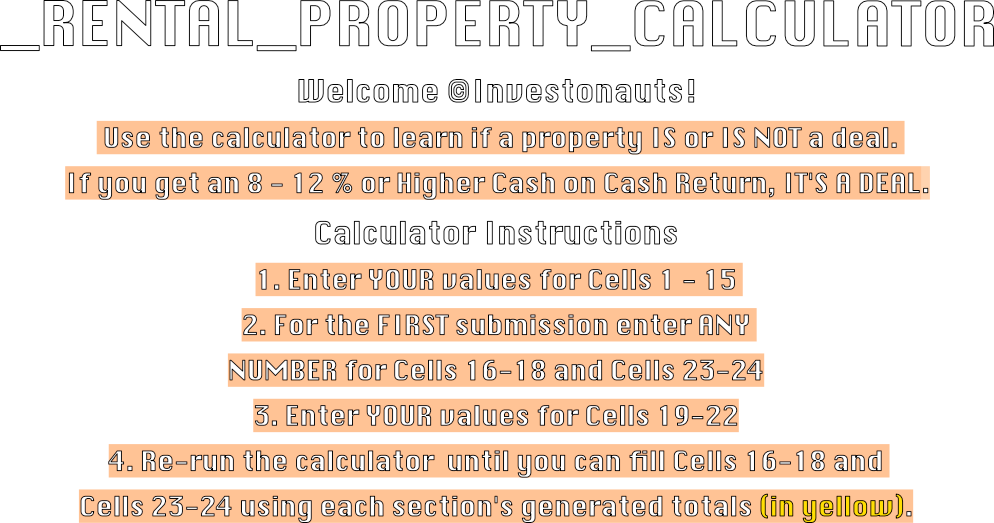 _RENTAL_PROPERTY_CALCULATOR
Welcome ©Investonauts!
Use the calculator to learn if a property IS or IS NOT a deal.
If you get an 8 - 12 % or Higher Cash on Cash Return, IT'S A DEAL.
Calculator Instructions
1. Enter YOUR values for Cells 1 - 15
2. For the FIRST submission enter ANY
NUMBER for Cells 16-18 and Cells 23-24
3. Enter YOUR values for Cells 19-22
4. Re-run the calculator until you can fill Cells 16-18 and
Cells 23-24 using each section's generated totals (in yellow).